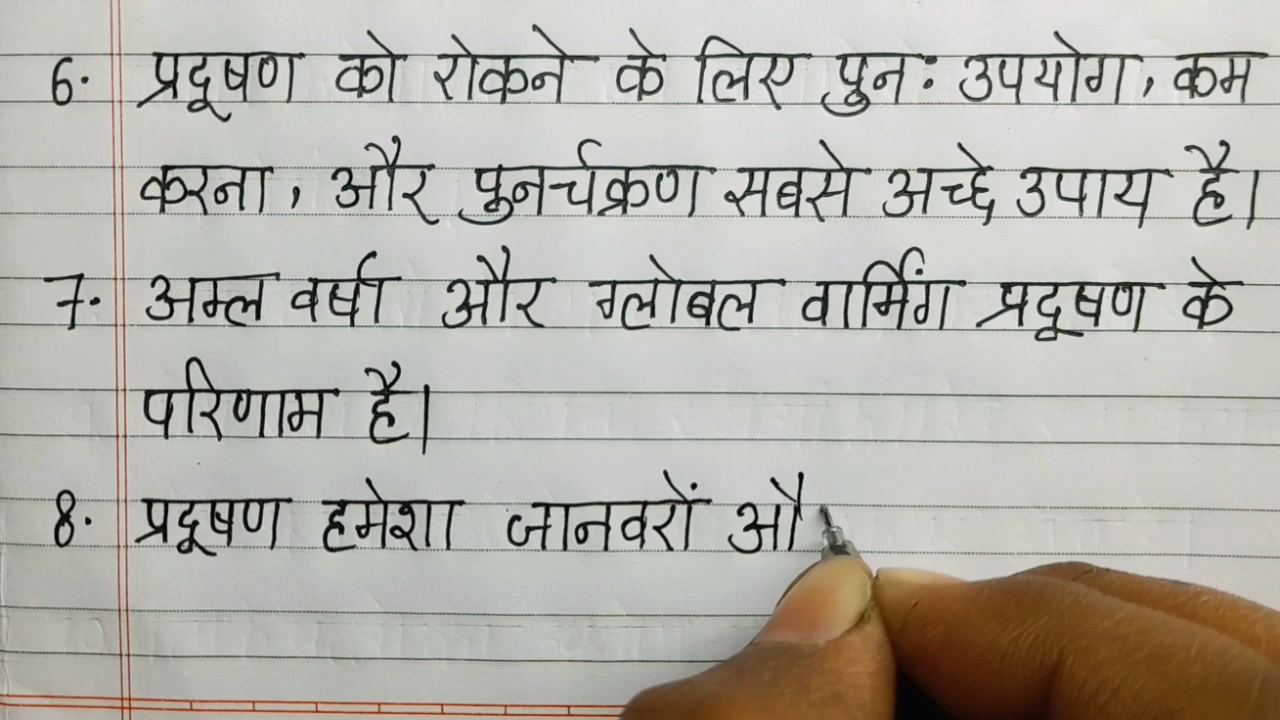 6. प्रदूषण को रोकने के लिए पुनः उपयोग, कम
करना, और पुनर्चक्रण सबसे अच्छे उपाय है।
7. अम्ल वर्षा और ग्लोबल वार्मिंग प्रदूषण के
परिणाम है।
8. प्रदूषण हमेशा जानवरों औ